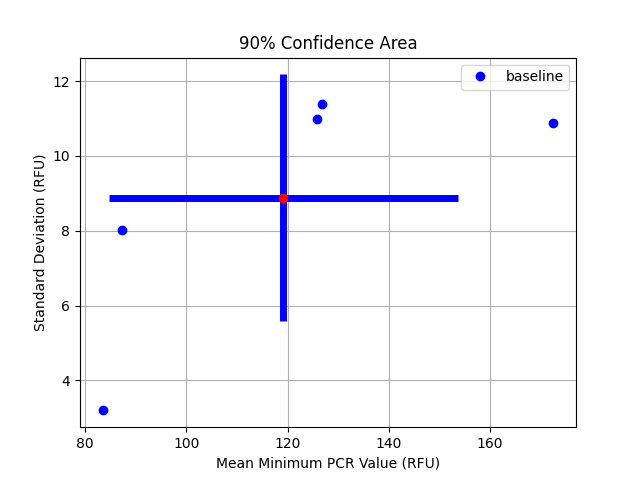 90% Confidence Area
baseline
12
10
8
6
4
Standard Deviation (RFU)
80 100 120 140 160
Mean Minimum PCR Value (RFU)